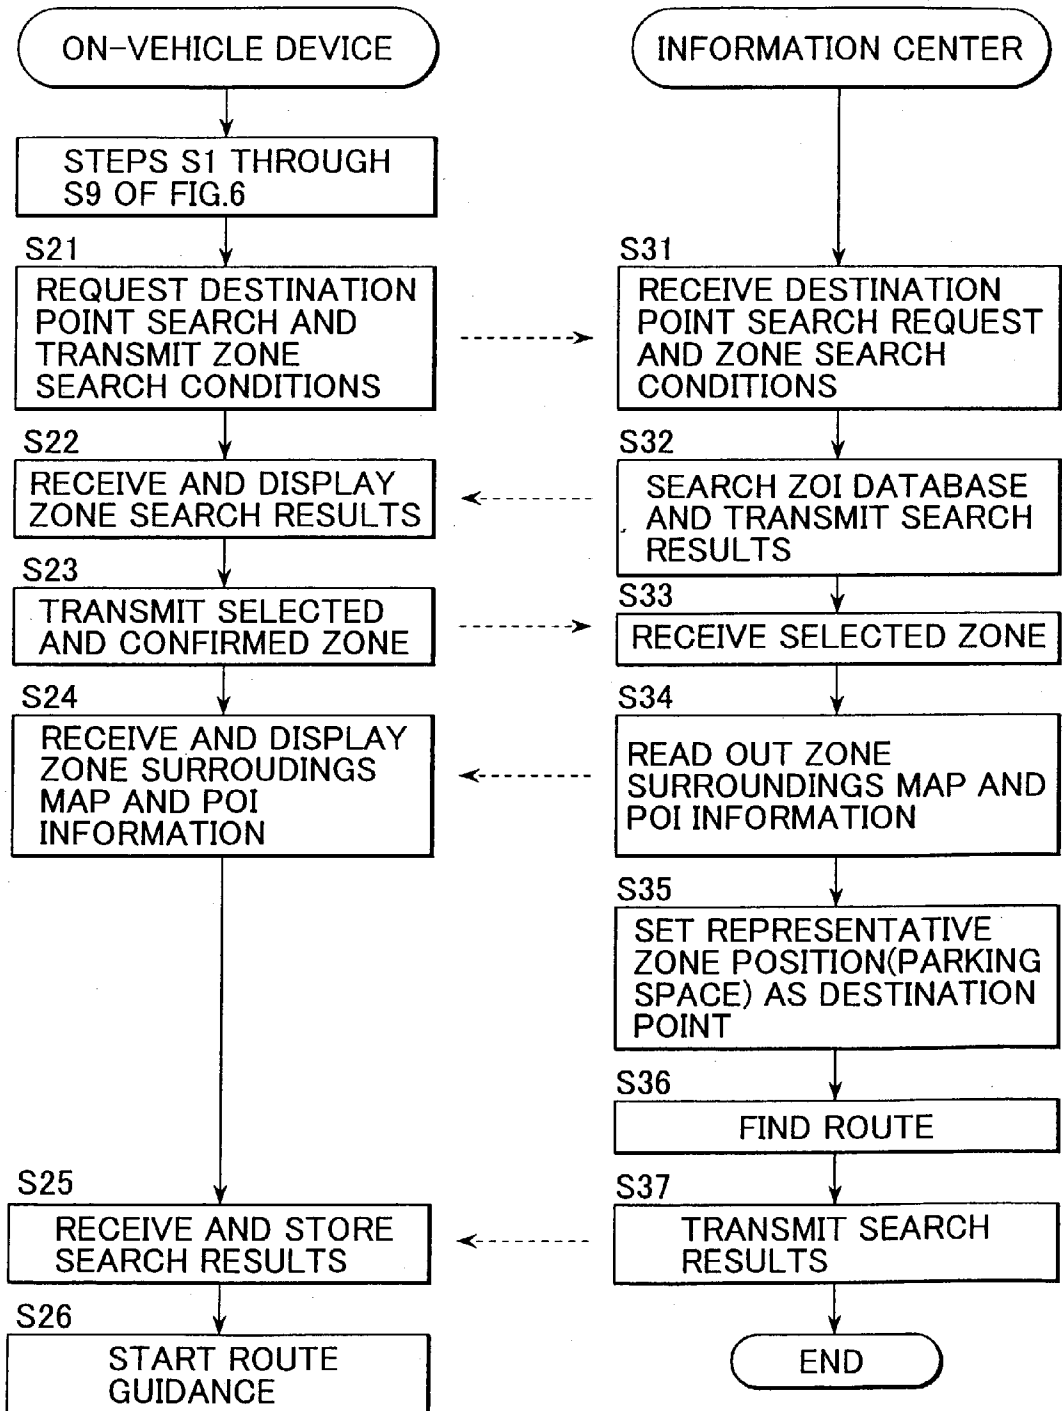 ON-VEHICLE DEVICE
STEPS S1 THROUGH
S9 OF FIG.6
S21
REQUEST DESTINATION
POINT SEARCH AND
TRANSMIT ZONE
SEARCH CONDITIONS
S22
RECEIVE AND DISPLAY
ZONE SEARCH RESULTS
S23
TRANSMIT SELECTED
AND CONFIRMED ZONE
S24
RECEIVE AND DISPLAY
ZONE SURROUDINGS
MAP AND POI
INFORMATION
S25
RECEIVE AND STORE
SEARCH RESULTS
S26
START ROUTE
GUIDANCE
INFORMATION CENTER
S31
RECEIVE DESTINATION
POINT SEARCH REQUEST
AND ZONE SEARCH
CONDITIONS
S32
SEARCH ZOI DATABASE
AND TRANSMIT SEARCH
RESULTS
S33
RECEIVE SELECTED ZONE
S34
READ OUT ZONE
SURROUNDINGS MAP AND
POI INFORMATION
S35
SET REPRESENTATIVE
ZONE POSITION(PARKING
SPACE) AS DESTINATION
POINT
S36
FIND ROUTE
S37
TRANSMIT SEARCH
RESULTS
END